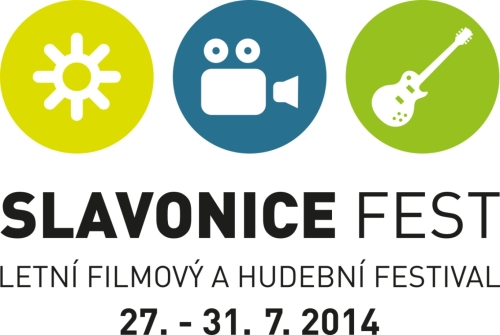 SLAVONICE FEST
LETNÍ FILMOVÝ A HUDEBNÍ FESTIVAL
27. - 31. 7. 2014